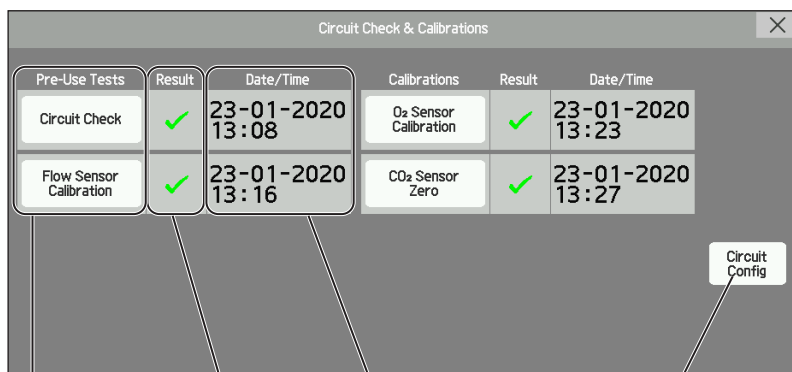 Circuit Check & Calibrations
Pre-Use Tests Result Date/Time Calibrations Result Date/Time
Circuit Check
23-01-2020
13:08
O₂ Sensor
Calibration
23-01-2020
13:23
Flow Sensor
Calibration
23-01-2020
13:16
CO₂ Sensor
Zero
23-01-2020
13:27
Circuit
Config